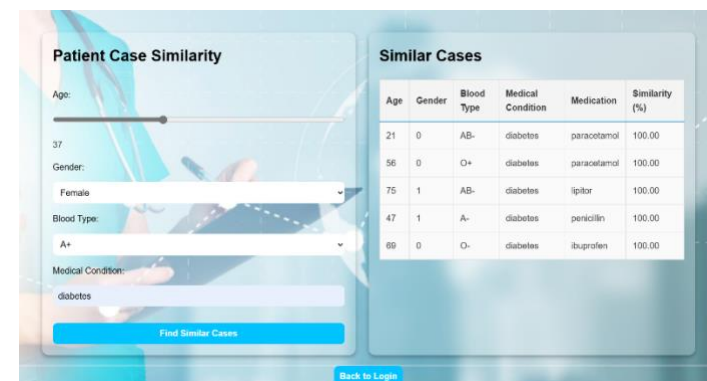 Patient Case Similarity
Age:
37
Gender:
Female
Blood Type:
A+
Medical Condition:
diabetes
Find Similar Cases
Similar Cases
Age Gender Blood Type Medical Condition Medication Similarity (%)
21 0 AB- diabetes paracetamol 100.00
56 0 O+ diabetes paracetamol 100.00
75 1 AB- diabetes lipitor 100.00
47 1 A- diabetes penicillin 100.00
69 0 O- diabetes ibuprofen 100.00
Back to Login